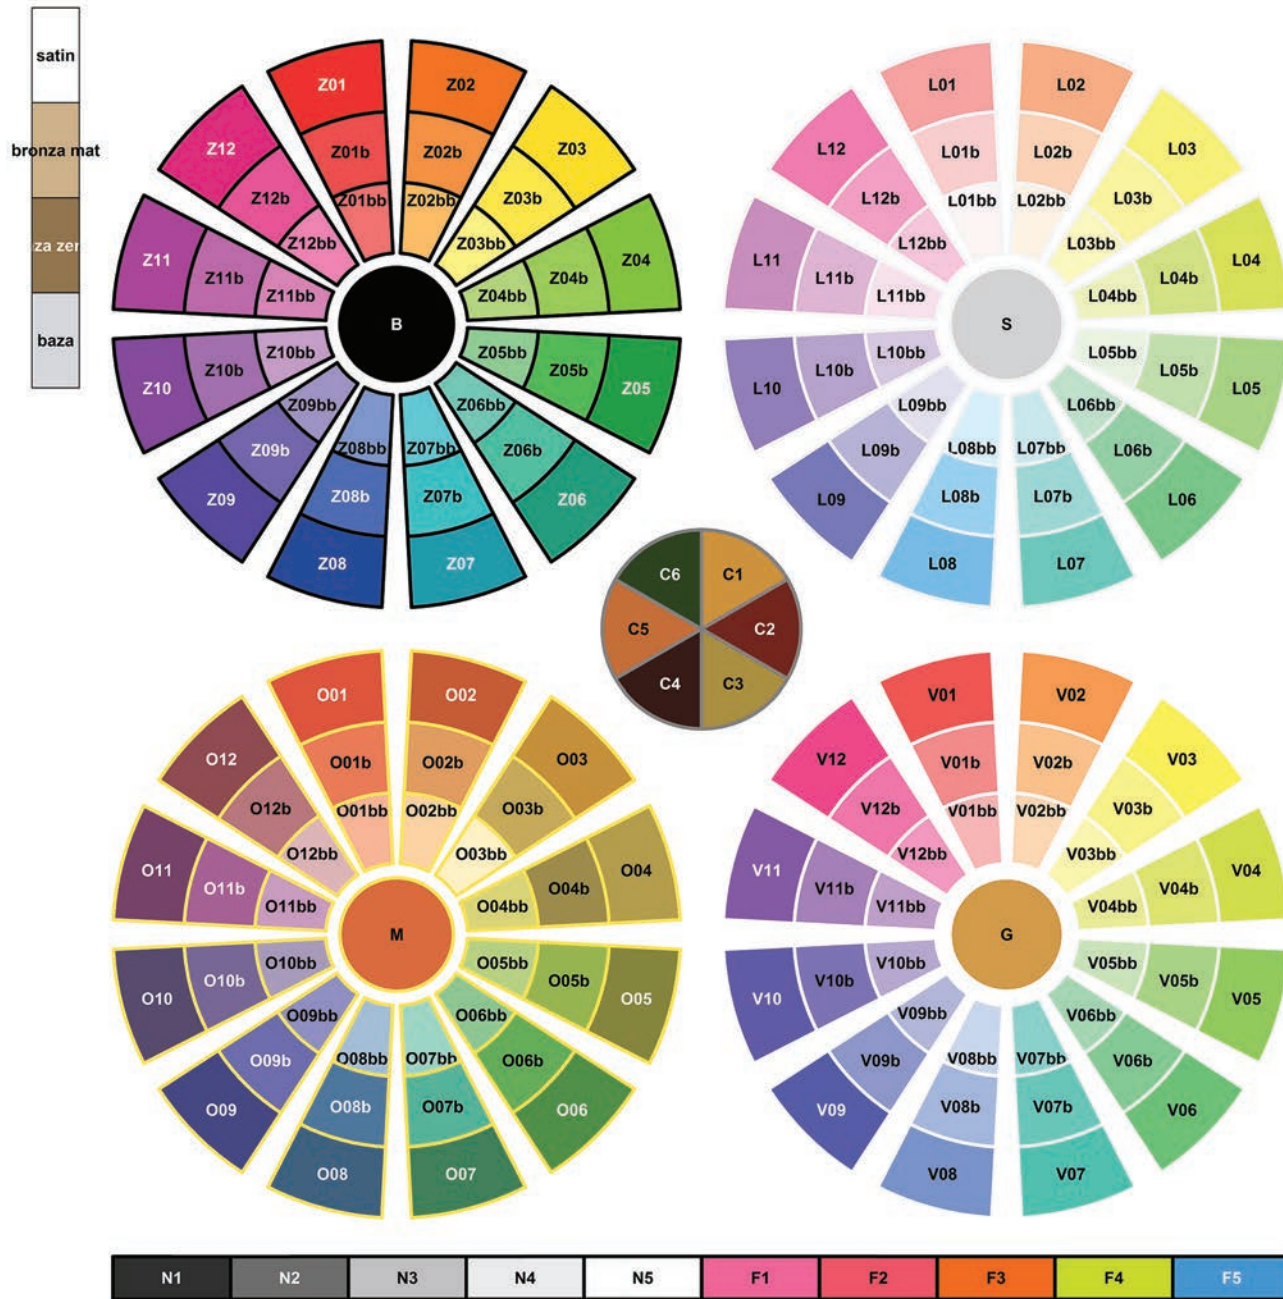 satin
bronza mat
za zer
baza
Z01
Z01b
Z01bb
Z02
Z02b
Z02bb
Z03
Z03b
Z03bb
Z04
Z04b
Z04bb
Z05
Z05b
Z05bb
Z06
Z06b
Z06bb
Z07
Z07b
Z07bb
Z08
Z08b
Z08bb
Z09
Z09b
Z09bb
Z10
Z10b
Z10bb
Z11
Z11b
Z11bb
Z12
Z12b
Z12bb
B
L01
L01b
L01bb
L02
L02b
L02bb
L03
L03b
L03bb
L04
L04b
L04bb
L05
L05b
L05bb
L06
L06b
L06bb
L07
L07b
L07bb
L08
L08b
L08bb
L09
L09b
L09bb
L10
L10b
L10bb
L11
L11b
L11bb
L12
L12b
L12bb
S
C1
C2
C3
C4
C5
C6
O01
O01b
O01bb
O02
O02b
O02bb
O03
O03b
O03bb
O04
O04b
O04bb
O05
O05b
O05bb
O06
O06b
O06bb
O07
O07b
O07bb
O08
O08b
O08bb
O09
O09b
O09bb
O10
O10b
O10bb
O11
O11b
O11bb
O12
O12b
O12bb
M
V01
V01b
V01bb
V02
V02b
V02bb
V03
V03b
V03bb
V04
V04b
V04bb
V05
V05b
V05bb
V06
V06b
V06bb
V07
V07b
V07bb
V08
V08b
V08bb
V09
V09b
V09bb
V10
V10b
V10bb
V11
V11b
V11bb
V12
V12b
V12bb
G
N1 N2 N3 N4 N5 F1 F2 F3 F4 F5